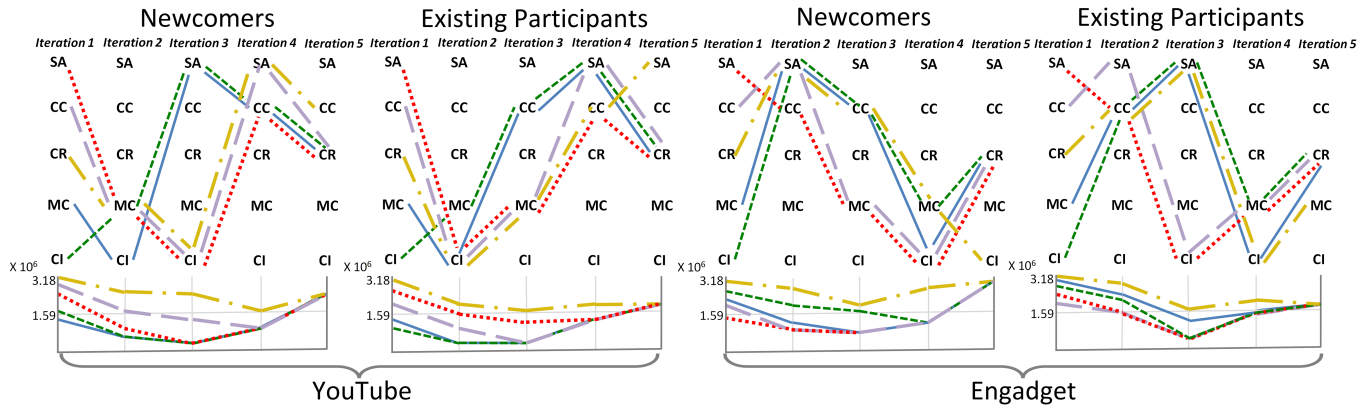 Newcomers Existing Participants Newcomers Existing Participants
Iteration 1 Iteration 2 Iteration 3 Iteration 4 Iteration 5 Iteration 1 Iteration 2 Iteration 3 Iteration 4 Iteration 5 Iteration 1 Iteration 2 Iteration 3 Iteration 4 Iteration 5 Iteration 1 Iteration 2 Iteration 3 Iteration 4 Iteration 5
SA SA SA SA SA SA SA SA SA SA SA SA SA SA SA SA SA SA SA SA
CC CC CC CC CC CC CC CC CC CC CC CC CC CC CC CC CC CC CC CC
CR CR CR CR CR CR CR CR CR CR CR CR CR CR CR CR CR CR CR CR
MC MC MC MC MC MC MC MC MC MC MC MC MC MC MC MC MC MC MC MC
CI CI CI CI CI CI CI CI CI CI CI CI CI CI CI CI CI CI CI CI
X 10⁶ X 10⁶ X 10⁶ X 10⁶
3.18 3.18 3.18 3.18
1.59 1.59 1.59 1.59
YouTube Engadget